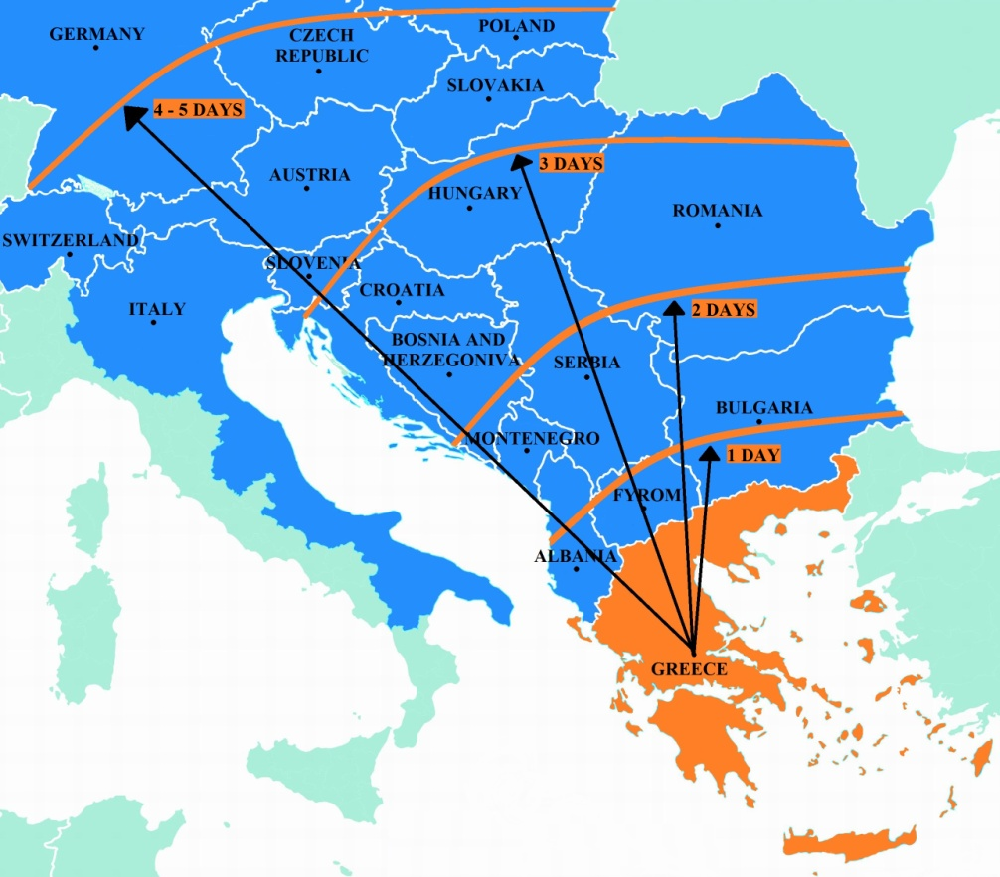 POLAND
GERMANY
CZECH
REPUBLIC
SLOVAKIA
4 - 5 DAYS
3 DAYS
AUSTRIA
HUNGARY
ROMANIA
SWITZERLAND
SLOVENIA
CROATIA
ITALY
2 DAYS
BOSNIA AND
HERZEGONIVA
SERBIA
BULGARIA
MONTENEGRO
1 DAY
FYROM
ALBANIA
GREECE